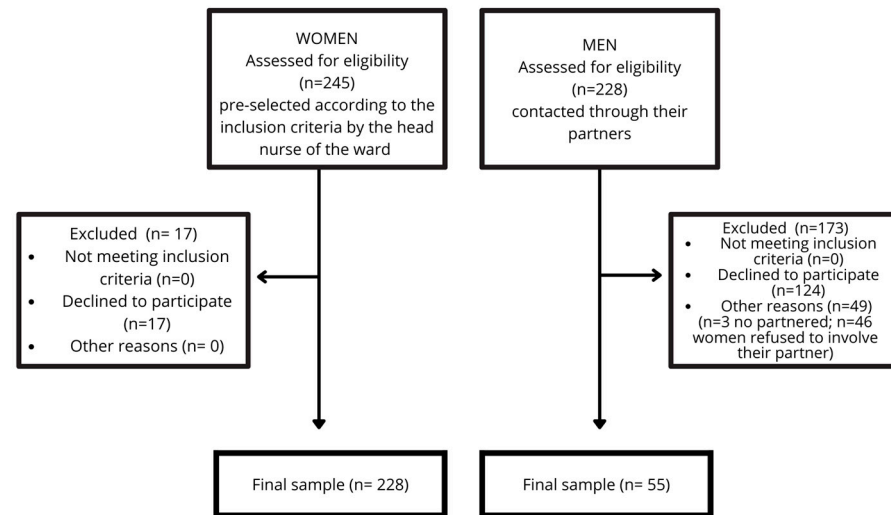 WOMEN
Assessed for eligibility
(n=245)
pre-selected according to the
inclusion criteria by the head
nurse of the ward
MEN
Assessed for eligibility
(n=228)
contacted through their
partners
Excluded (n= 17)
• Not meeting inclusion
criteria (n=0)
• Declined to participate
(n=17)
• Other reasons (n= 0)
Excluded (n=173)
• Not meeting inclusion
criteria (n=0)
• Declined to participate
(n=124)
• Other reasons (n=49)
(n=3 no partnered; n=46
women refused to involve
their partner)
Final sample (n= 228)
Final sample (n= 55)